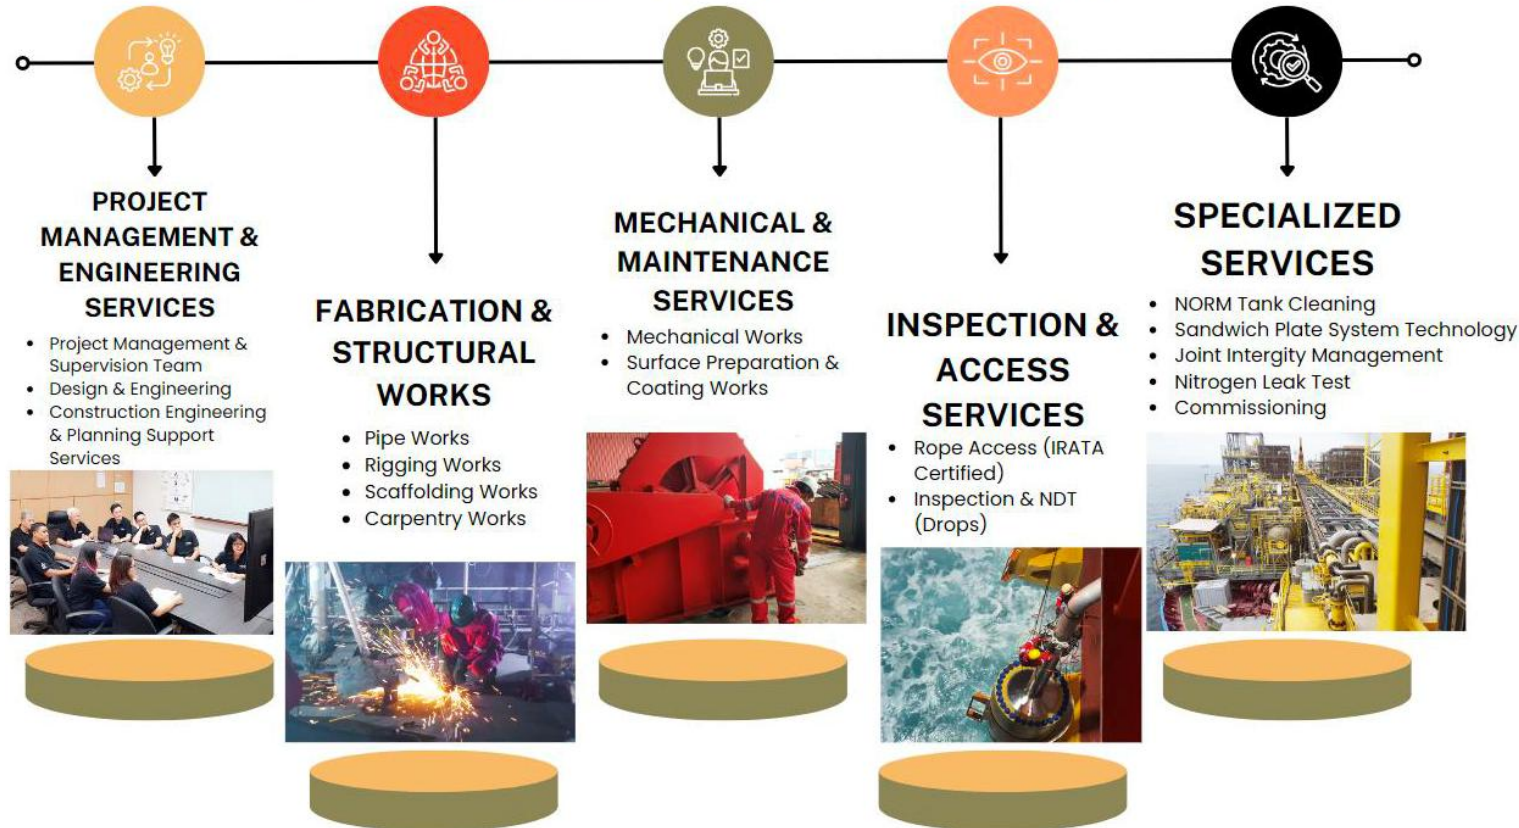 PROJECT
MANAGEMENT &
ENGINEERING
SERVICES
• Project Management &
Supervision Team
• Design & Engineering
• Construction Engineering
& Planning Support
Services
FABRICATION &
STRUCTURAL
WORKS
• Pipe Works
• Rigging Works
• Scaffolding Works
• Carpentry Works
MECHANICAL &
MAINTENANCE
SERVICES
• Mechanical Works
• Surface Preparation &
Coating Works
INSPECTION &
ACCESS
SERVICES
• Rope Access (IRATA
Certified)
• Inspection & NDT
(Drops)
SPECIALIZED
SERVICES
• NORM Tank Cleaning
• Sandwich Plate System Technology
• Joint Intergity Management
• Nitrogen Leak Test
• Commissioning